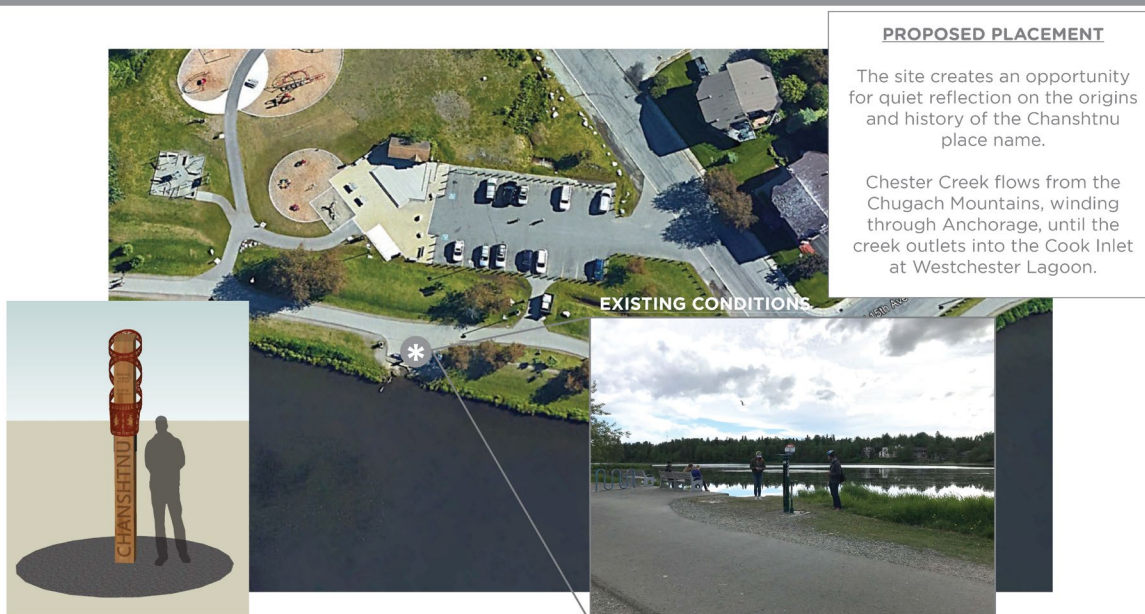 PROPOSED PLACEMENT
The site creates an opportunity
for quiet reflection on the origins
and history of the Chanshtnu
place name.
Chester Creek flows from the
Chugach Mountains, winding
through Anchorage, until the
creek outlets into the Cook Inlet
at Westchester Lagoon.
EXISTING CONDITIONS
15th Ave
*
CHANSHTNU